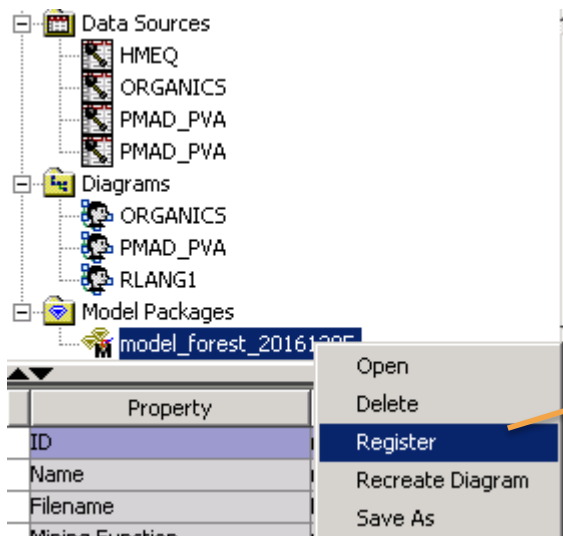 Data Sources
HMEQ
ORGANICS
PMAD_PVA
PMAD_PVA
Diagrams
ORGANICS
PMAD_PVA
RLANG1
Model Packages
Open
Delete
Property
Register
ID
Name
Recreate Diagram
Filename
Save As